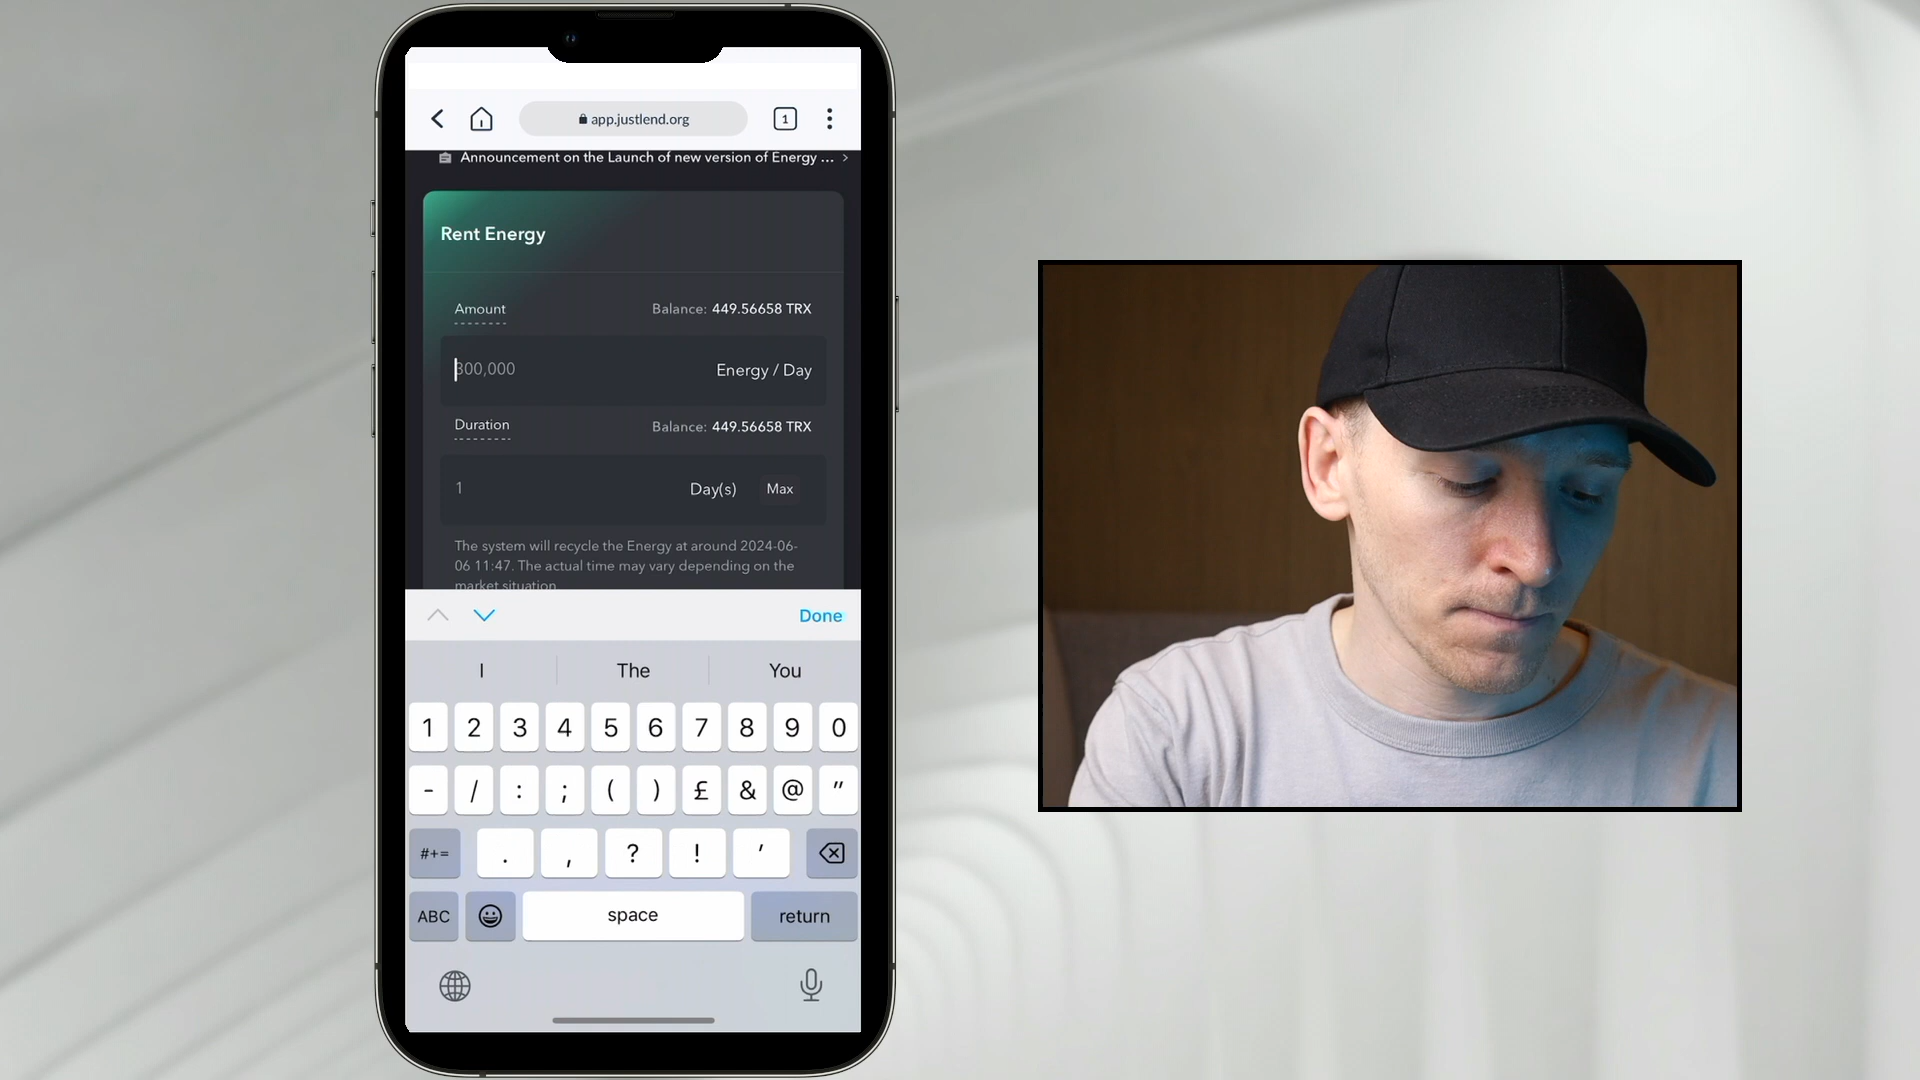 app.justlend.org
1
Announcement on the Launch of new version of Energy ...
Rent Energy
Amount
Balance: 449.56658 TRX
300,000
Energy / Day
Duration
Balance: 449.56658 TRX
1
Day(s)
Max
The system will recycle the Energy at around 2024-06-
06 11:47. The actual time may vary depending on the
market situation
Done
I The You
1 2 3 4 5 6 7 8 9 0
- / : ; ( ) £ & @ "
#+= . , ? ! '
ABC space return